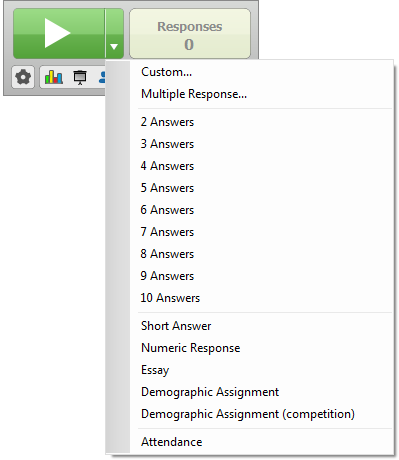 Responses
0
Custom...
Multiple Response...
2 Answers
3 Answers
4 Answers
5 Answers
6 Answers
7 Answers
8 Answers
9 Answers
10 Answers
Short Answer
Numeric Response
Essay
Demographic Assignment
Demographic Assignment (competition)
Attendance